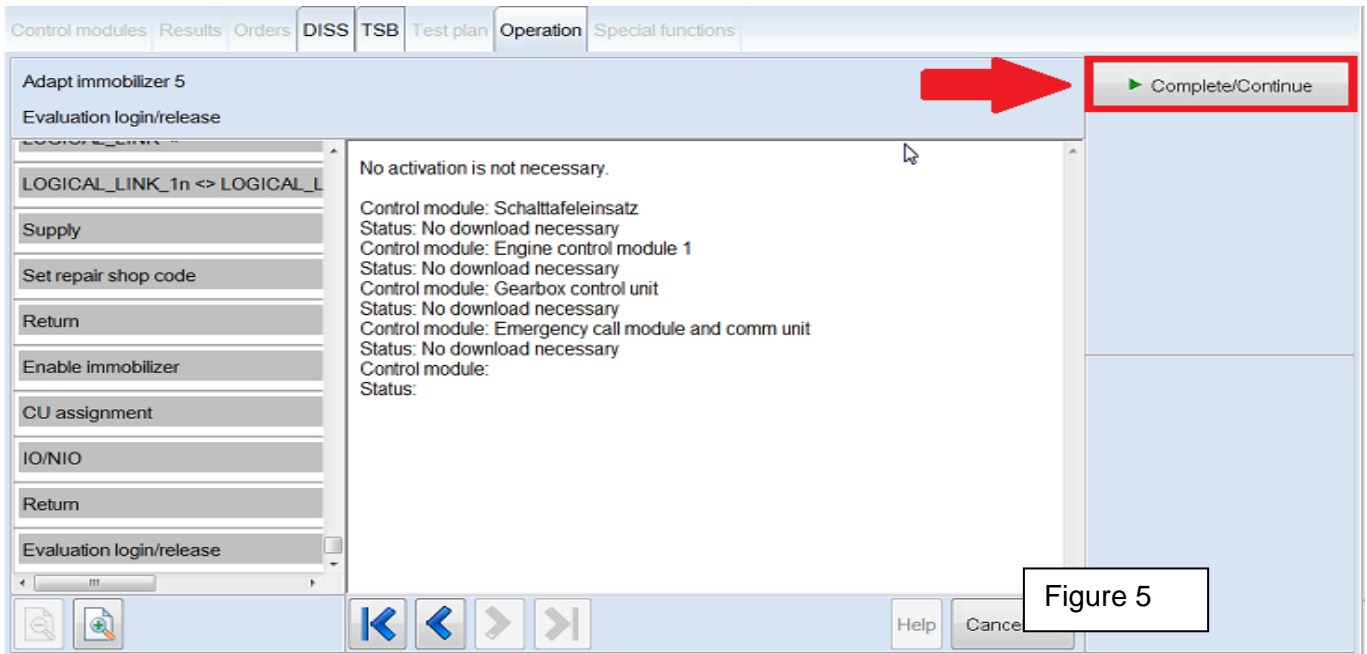 Control modules Results Orders DISS TSB Test plan Operation Special functions
Adapt immobilizer 5
Evaluation login/release
Complete/Continue
LOGICAL_LINK
LOGICAL_LINK_1n <> LOGICAL_L
Supply
Set repair shop code
Return
Enable immobilizer
CU assignment
IO/NIO
Return
Evaluation login/release
No activation is not necessary.
Control module: Schalttafeleinsatz
Status: No download necessary
Control module: Engine control module 1
Status: No download necessary
Control module: Gearbox control unit
Status: No download necessary
Control module: Emergency call module and comm unit
Status: No download necessary
Control module:
Status:
Help
Cance
Figure 5